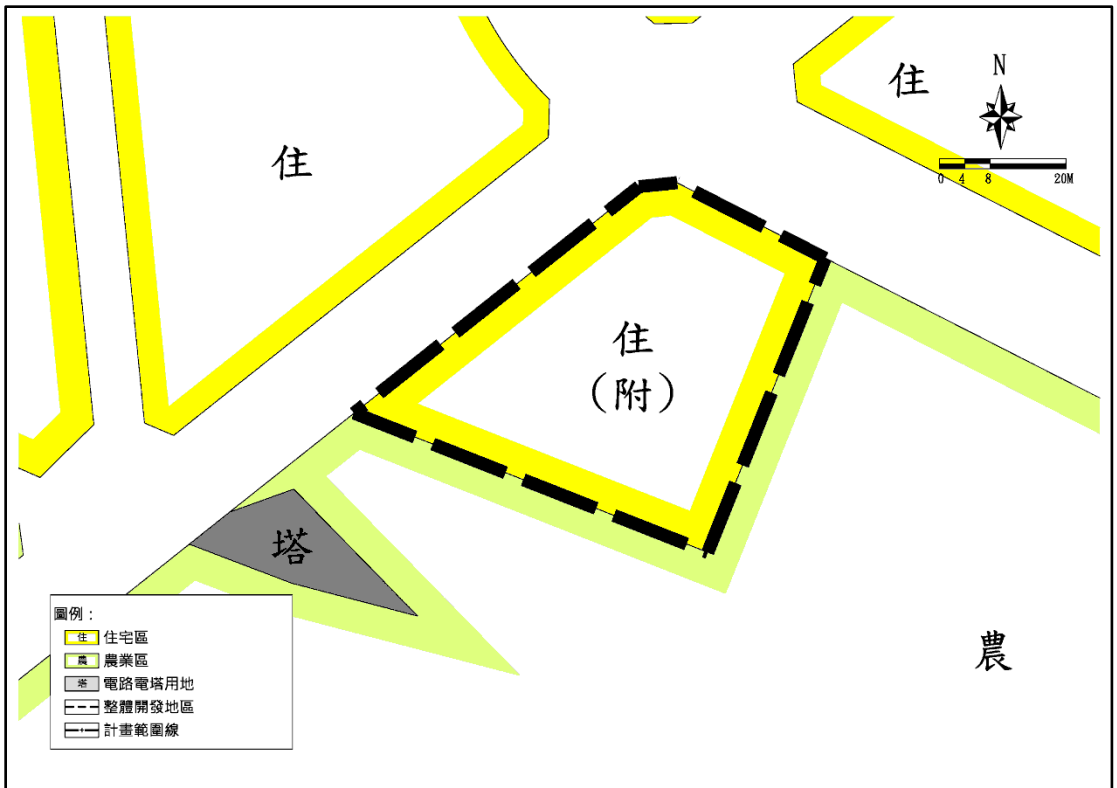 住
N
0 4 8 20M
住
住
(附)
塔
農
圖例：
住 住宅區
農 農業區
塔 電路電塔用地
整體開發地區
計畫範圍線